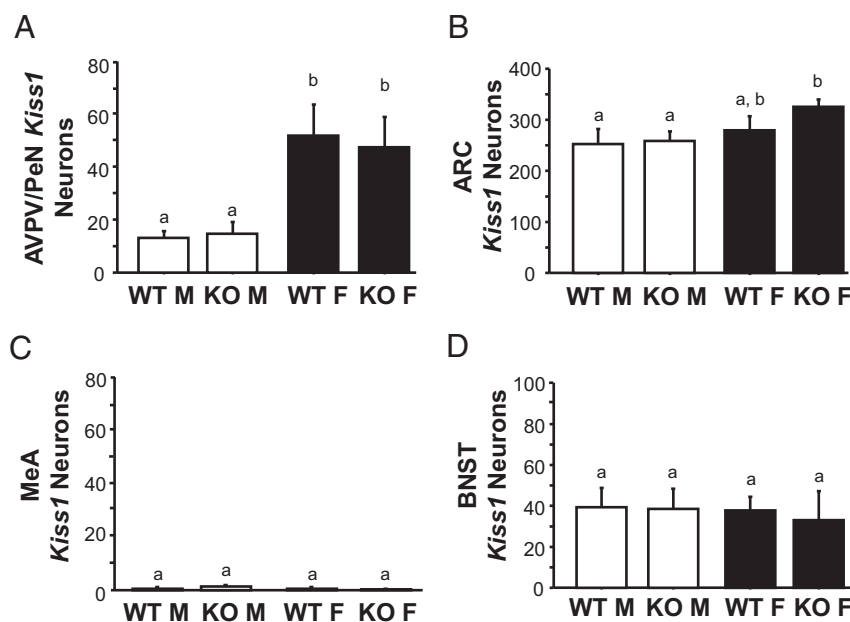 A
AVPV/PeN Kiss1
Neurons
80
60
40
20
0
a
a
b
b
WT M
KO M
WT F
KO F
B
ARC
Kiss1 Neurons
400
300
200
100
0
a
a
a, b
b
WT M
KO M
WT F
KO F
C
MeA
Kiss1 Neurons
80
60
40
20
0
a
a
a
a
WT M
KO M
WT F
KO F
D
BNST
Kiss1 Neurons
100
80
60
40
20
0
a
a
a
a
WT M
KO M
WT F
KO F